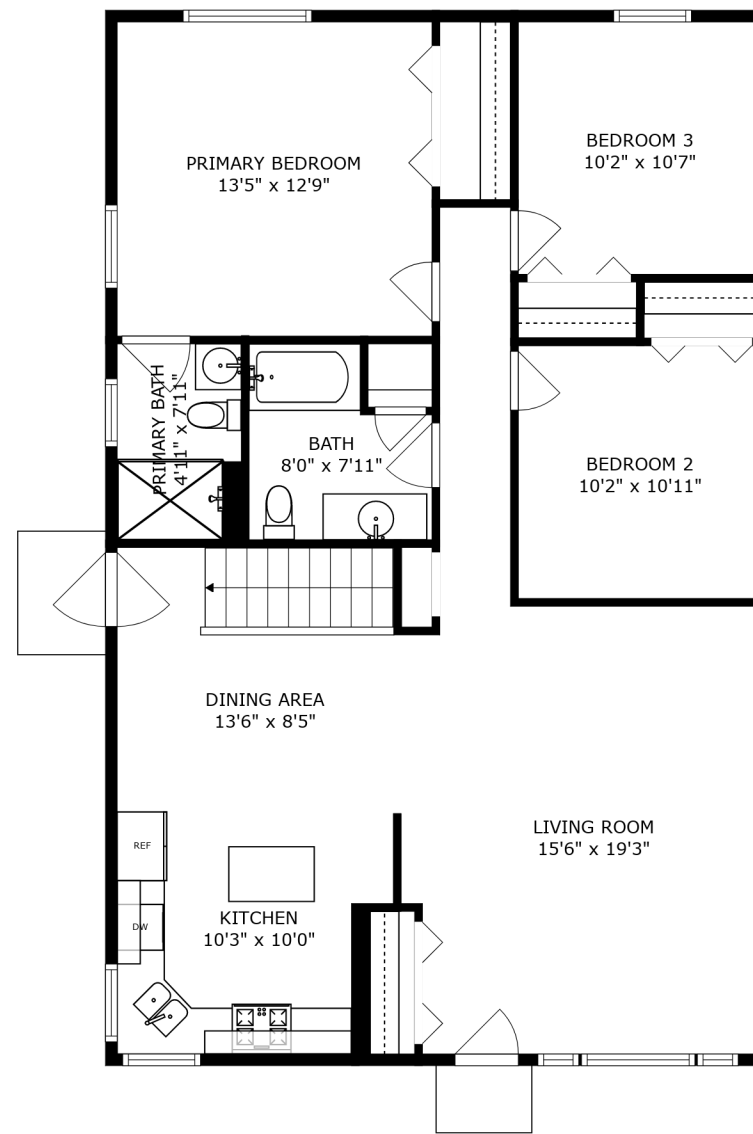 PRIMARY BEDROOM
13'5" x 12'9"
BEDROOM 3
10'2" x 10'7"
PRIMARY BATH
4'11" x 7'11"
BATH
8'0" x 7'11"
BEDROOM 2
10'2" x 10'11"
DINING AREA
13'6" x 8'5"
LIVING ROOM
15'6" x 19'3"
REF
DW
KITCHEN
10'3" x 10'0"